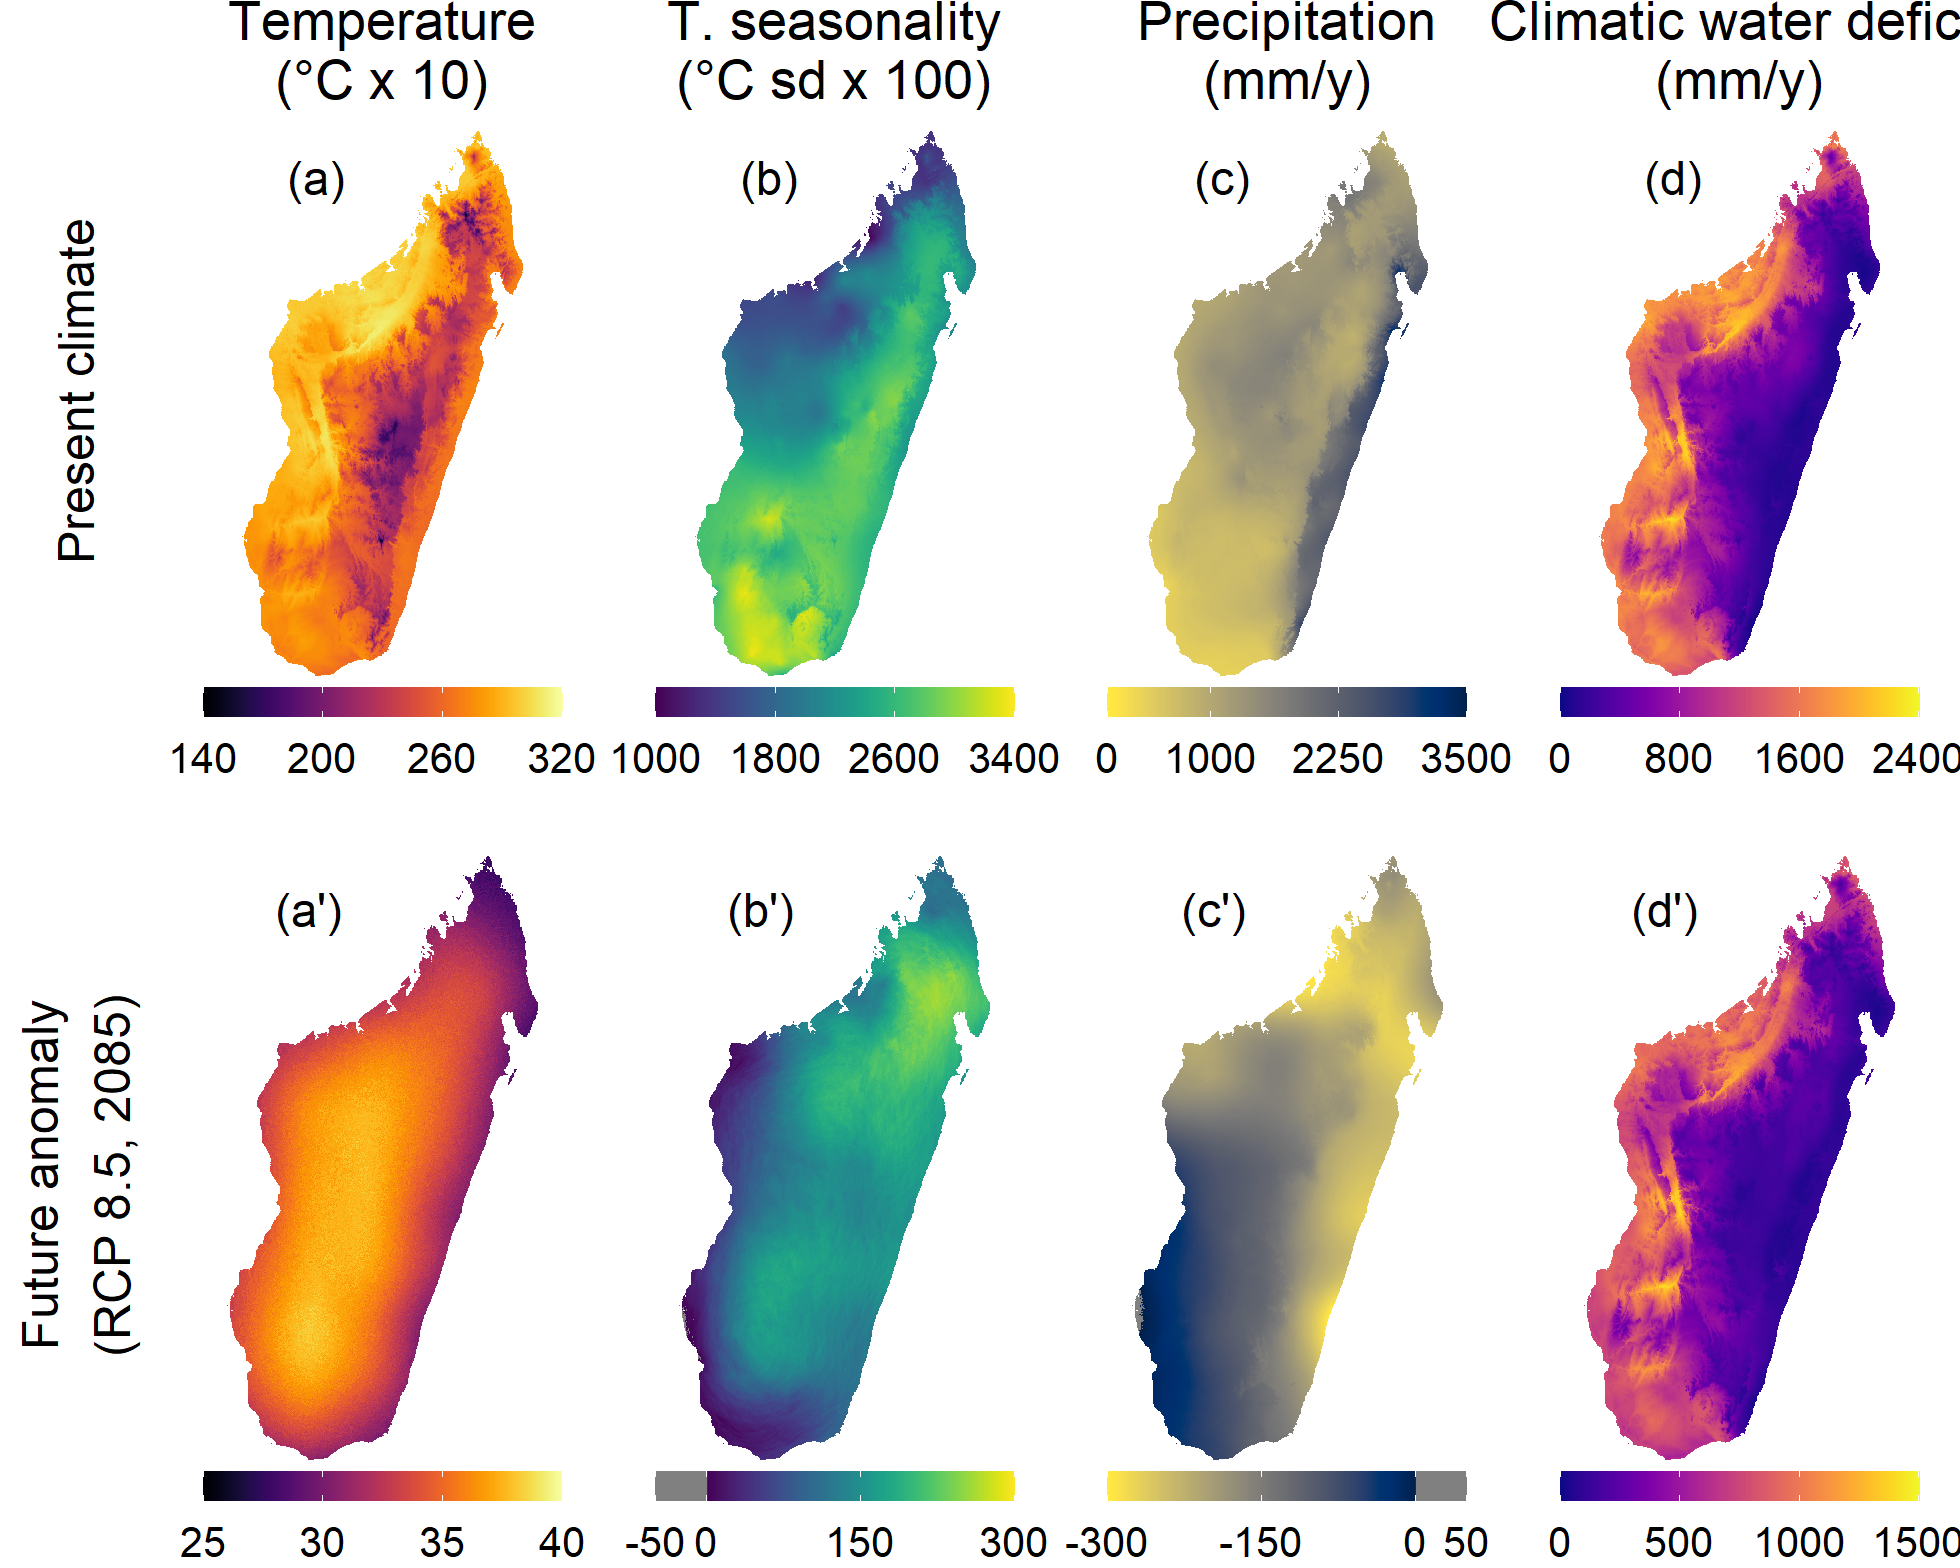 Temperature
(°C x 10)
T. seasonality
(°C sd x 100)
Precipitation
(mm/y)
Climatic water defic
(mm/y)
Present climate
(a)
(b)
(c)
(d)
140 200 260 320
1000 1800 2600 3400
0 1000 2250 3500
0 800 1600 2400
Future anomaly
(RCP 8.5, 2085)
(a')
(b')
(c')
(d')
25 30 35 40
-50 0 150 300
-300 -150 0 50
0 500 1000 1500